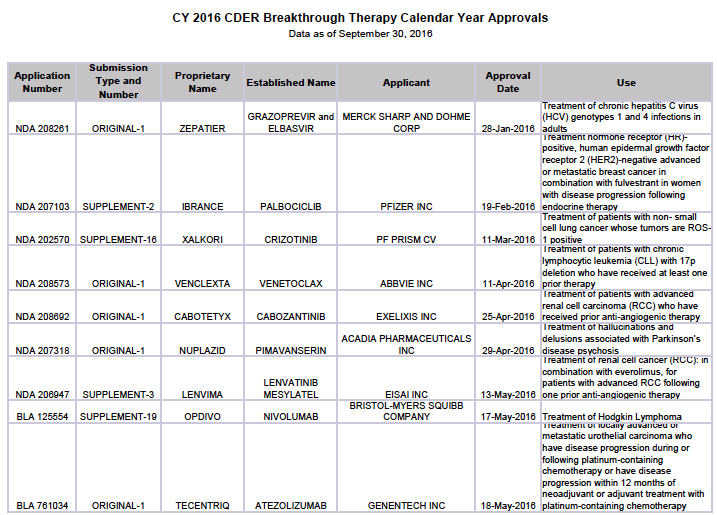 CY 2016 CDER Breakthrough Therapy Calendar Year Approvals
Data as of September 30, 2016
Application Number Submission Type and Number Proprietary Name Established Name Applicant Approval Date Use
NDA 208261 ORIGINAL-1 ZEPATIER GRAZOPREVIR and ELBASVIR MERCK SHARP AND DOHME CORP 28-Jan-2016
Treatment of chronic hepatitis C virus
(HCV) genotypes 1 and 4 infections in
adults
NDA 207103 SUPPLEMENT-2 IBRANCE PALBOCICLIB PFIZER INC 19-Feb-2016
Treatment hormone receptor (HR)-
positive, human epidermal growth factor
receptor 2 (HER2)-negative advanced
or metastatic breast cancer in
combination with fulvestrant in women
with disease progression following
endocrine therapy
NDA 202570 SUPPLEMENT-16 XALKORI CRIZOTINIB PF PRISM CV 11-Mar-2016
Treatment of patients with non- small
cell lung cancer whose tumors are ROS-
1 positive
NDA 208573 ORIGINAL-1 VENCLEXTA VENETOCLAX ABBVIE INC 11-Apr-2016
Treatment of patients with chronic
lymphocytic leukemia (CLL) with 17p
deletion who have received at least one
prior therapy
NDA 208692 ORIGINAL-1 CABOTETYX CABOZANTINIB EXELIXIS INC 25-Apr-2016
Treatment of patients with advanced
renal cell carcinoma (RCC) who have
received prior anti-angiogenic therapy
NDA 207318 ORIGINAL-1 NUPLAZID PIMAVANSERIN ACADIA PHARMACEUTICALS INC 29-Apr-2016
Treatment of hallucinations and
delusions associated with Parkinson's
disease psychosis
NDA 206947 SUPPLEMENT-3 LENVIMA LENVATINIB MESYLATEL EISAI INC 13-May-2016
Treatment of renal cell cancer (RCC): in
combination with everolimus, for
patients with advanced RCC following
one prior anti-angiogenic therapy
BLA 125554 SUPPLEMENT-19 OPDIVO NIVOLUMAB BRISTOL-MYERS SQUIBB COMPANY 17-May-2016
Treatment of Hodgkin Lymphoma
BLA 761034 ORIGINAL-1 TECENTRIQ ATEZOLIZUMAB GENENTECH INC 18-May-2016
Treatment of locally advanced or
metastatic urothelial carcinoma who
have disease progression during or
following platinum-containing
chemotherapy or have disease
progression within 12 months of
neoadjuvant or adjuvant treatment with
platinum-containing chemotherapy